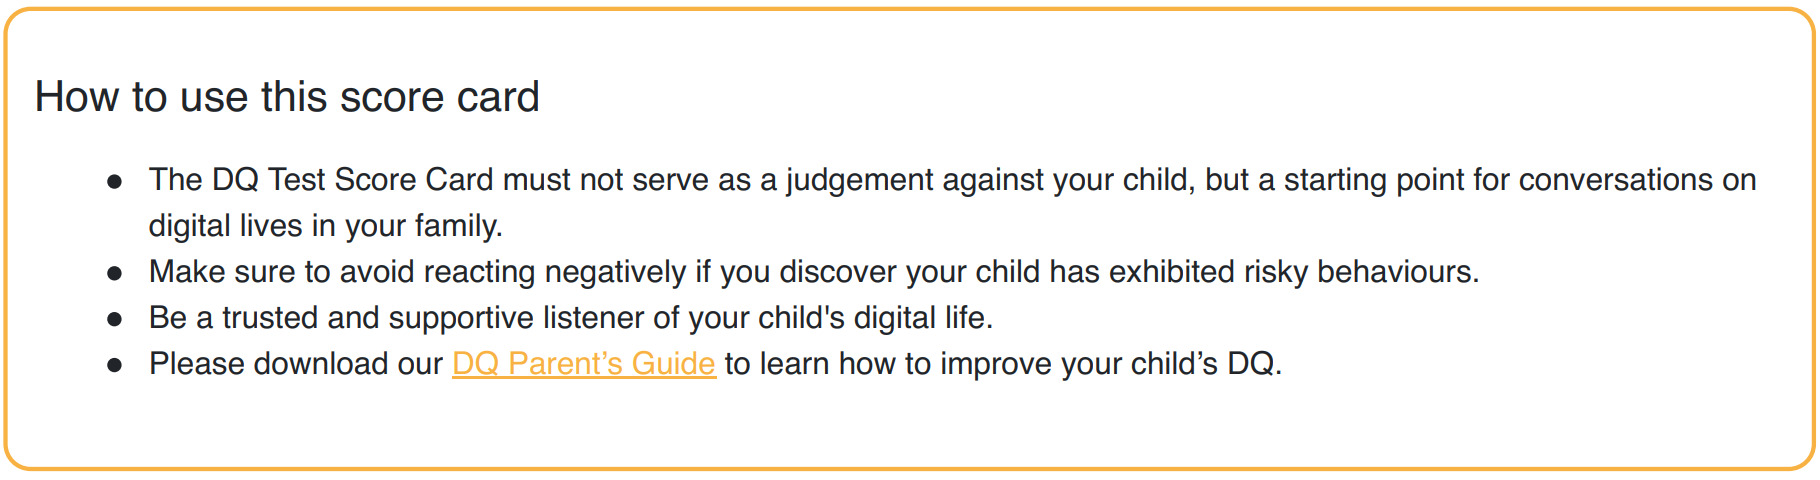 How to use this score card
● The DQ Test Score Card must not serve as a judgement against your child, but a starting point for conversations on
digital lives in your family.
● Make sure to avoid reacting negatively if you discover your child has exhibited risky behaviours.
● Be a trusted and supportive listener of your child's digital life.
● Please download our DQ Parent’s Guide to learn how to improve your child’s DQ.